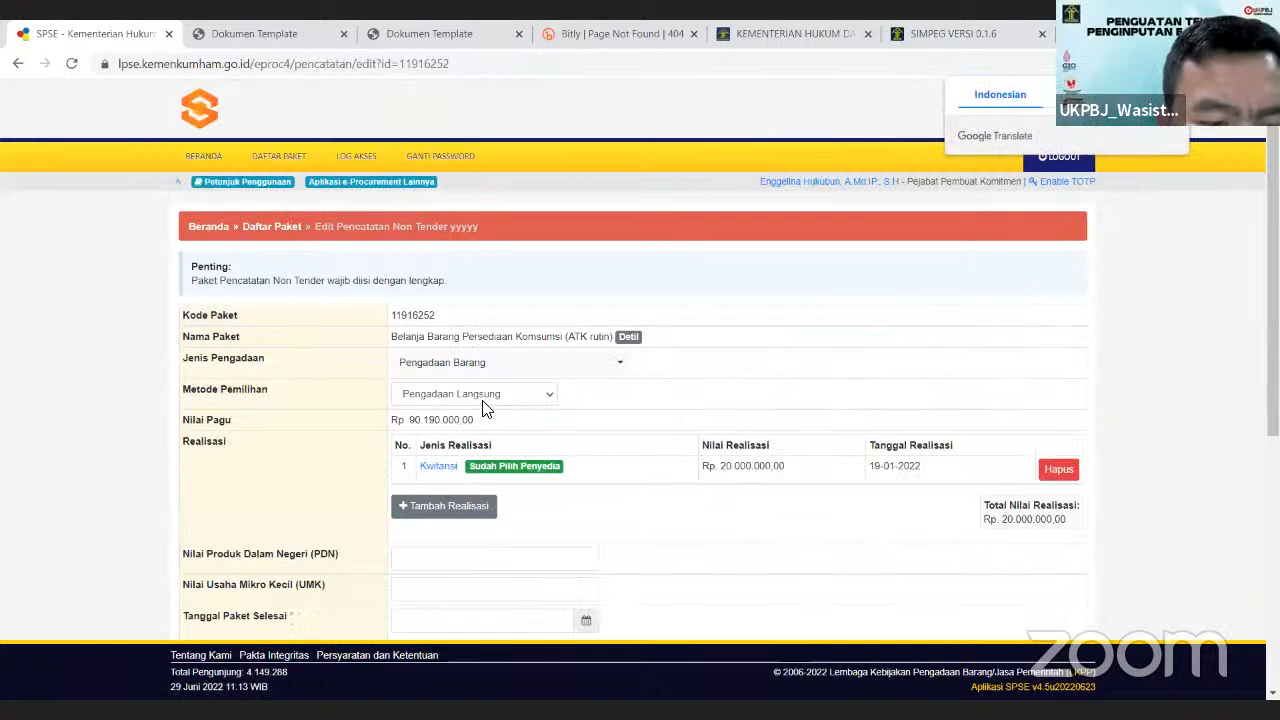 SPSE - Kementerian Hukum
Dokumen Template
Dokumen Template
Bitly | Page Not Found | 404
KEMENTERIAN HUKUM DA
SIMPEG VERSI 0.1.6
lpse.kemenkumham.go.id/eproc4/pencatatan/edit?id=11916252
PENGUATAN
PENGINPUTAN E
G20
UKPBJ
UKPBJ_Wasist...
Indonesian
Google Translate
BERANDA
DAFTAR PAKET
LOG AKSES
GANTI PASSWORD
LOGOUT
Petunjuk Penggunaan
Aplikasi e-Procurement Lainnya
Enggelina Hukubun, A.Md.IP., S.H - Pejabat Pembuat Komitmen | Enable TOTP
Beranda » Daftar Paket » Edit Pencatatan Non Tender yyyyy
Penting:
Paket Pencatatan Non Tender wajib diisi dengan lengkap.
Kode Paket 11916252
Nama Paket Belanja Barang Persediaan Komsumsi (ATK rutin) Detil
Jenis Pengadaan Pengadaan Barang
Metode Pemilihan Pengadaan Langsung
Nilai Pagu Rp 90.190.000,00
Realisasi No. Jenis Realisasi Nilai Realisasi Tanggal Realisasi
1 Kwitansi Sudah Pilih Penyedia Rp. 20.000.000,00 19-01-2022 Hapus
+ Tambah Realisasi
Total Nilai Realisasi:
Rp. 20.000.000,00
Nilai Produk Dalam Negeri (PDN)
Nilai Usaha Mikro Kecil (UMK)
Tanggal Paket Selesai *
Tentang Kami Pakta Integritas Persyaratan dan Ketentuan
Total Pengunjung: 4.149.288
29 Juni 2022 11:13 WIB
© 2006-2022 Lembaga Kebijakan Pengadaan Barang/Jasa Pemerintah (LKPP)
Aplikasi SPSE v4.5u20220623
zoom